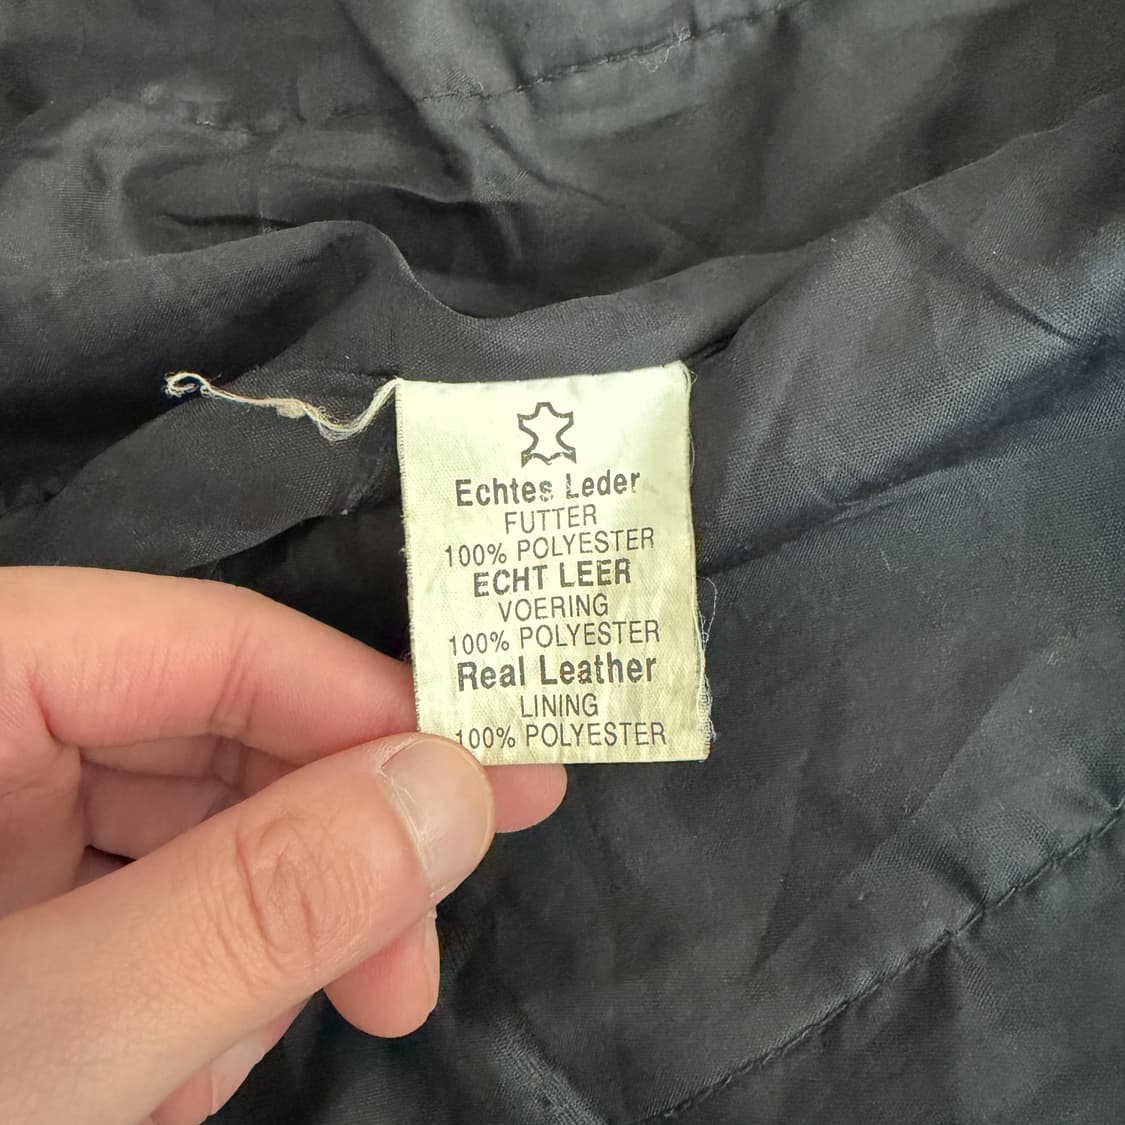 Echtes Leder
FUTTER
100% POLYESTER
ECHT LEER
VOERING
100% POLYESTER
Real Leather
LINING
100% POLYESTER